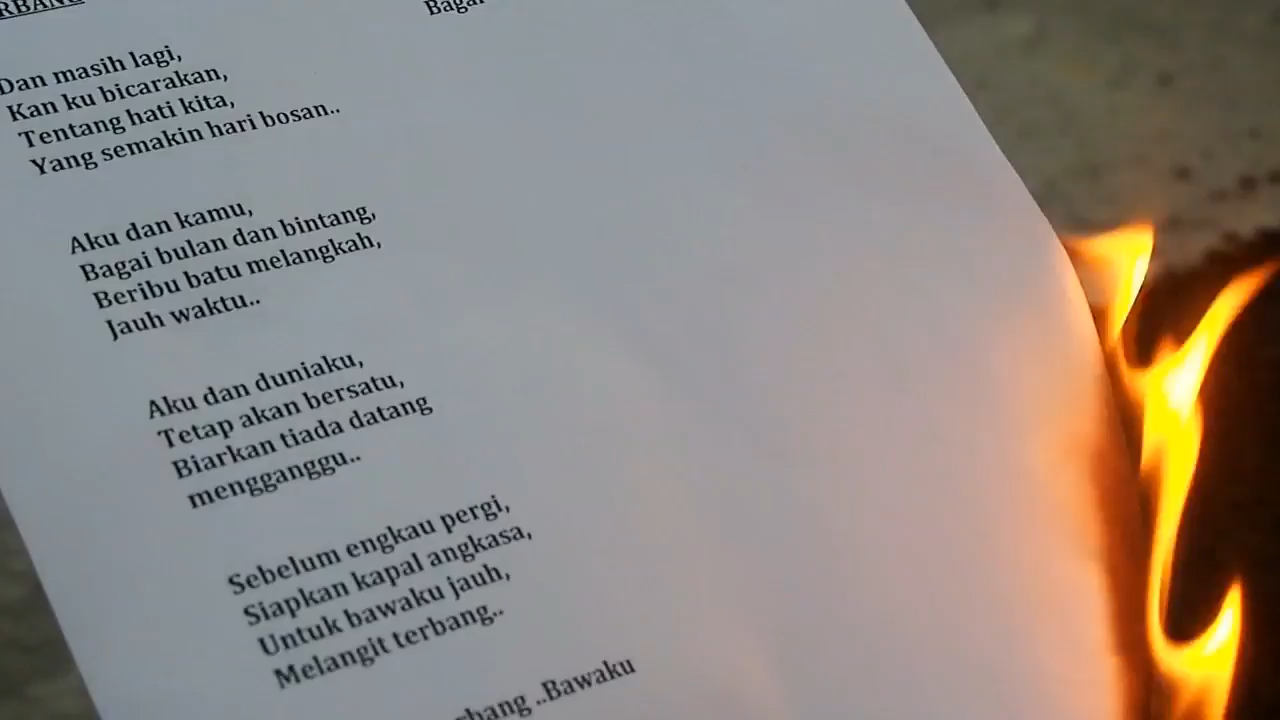 Dan masih lagi,
Kan ku bicarakan,
Tentang hati kita,
Yang semakin hari bosan..
Aku dan kamu,
Bagai bulan dan bintang,
Beribu batu melangkah,
Jauh waktu..
Aku dan duniaku,
Tetap akan bersatu,
Biarkan tiada datang
mengganggu..
Sebelum engkau pergi,
Siapkan kapal angkasa,
Untuk bawaku jauh,
Melangit terbang..
..Bawaku